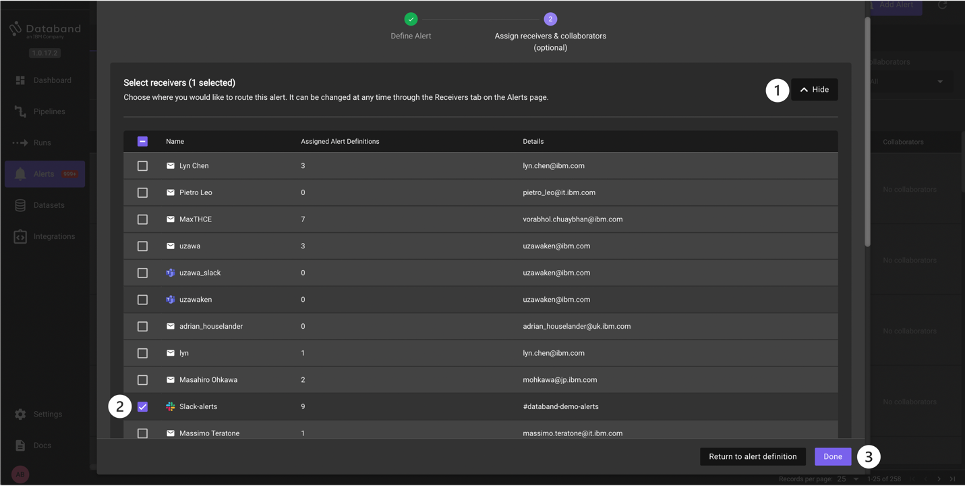 Databand
an IBM Company
1.0.17.2
Add Alert
2
Define Alert
Assign receivers & collaborators
(optional)
Dashboard
Pipelines
Runs
Alerts
Datasets
Integrations
Settings
Docs
AR
Select receivers (1 selected)
Choose where you would like to route this alert. It can be changed at any time through the Receivers tab on the Alerts page.
1
Hide
Name Assigned Alert Definitions Details
Lyn Chen 3 lyn.chen@ibm.com
Pietro Leo 0 pietro_leo@it.ibm.com
MaxTHCE 7 vorabhol.chuaybhan@ibm.com
uzawa 3 uzawaken@ibm.com
uzawa_slack 0 uzawaken@ibm.com
uzawaken 0 uzawaken@ibm.com
adrian_houselander 0 adrian_houselander@uk.ibm.com
lyn 1 lyn.chen@ibm.com
Masahiro Ohkawa 2 mohkawa@jp.ibm.com
2 Slack-alerts 9 #databand-demo-alerts
Massimo Teratone 1 massimo.teratone@it.ibm.com
Return to alert definition
Done
3
Collaborators
No collaborators
No collaborators
No collaborators
No collaborators
Records per page: 25 1-25 of 258